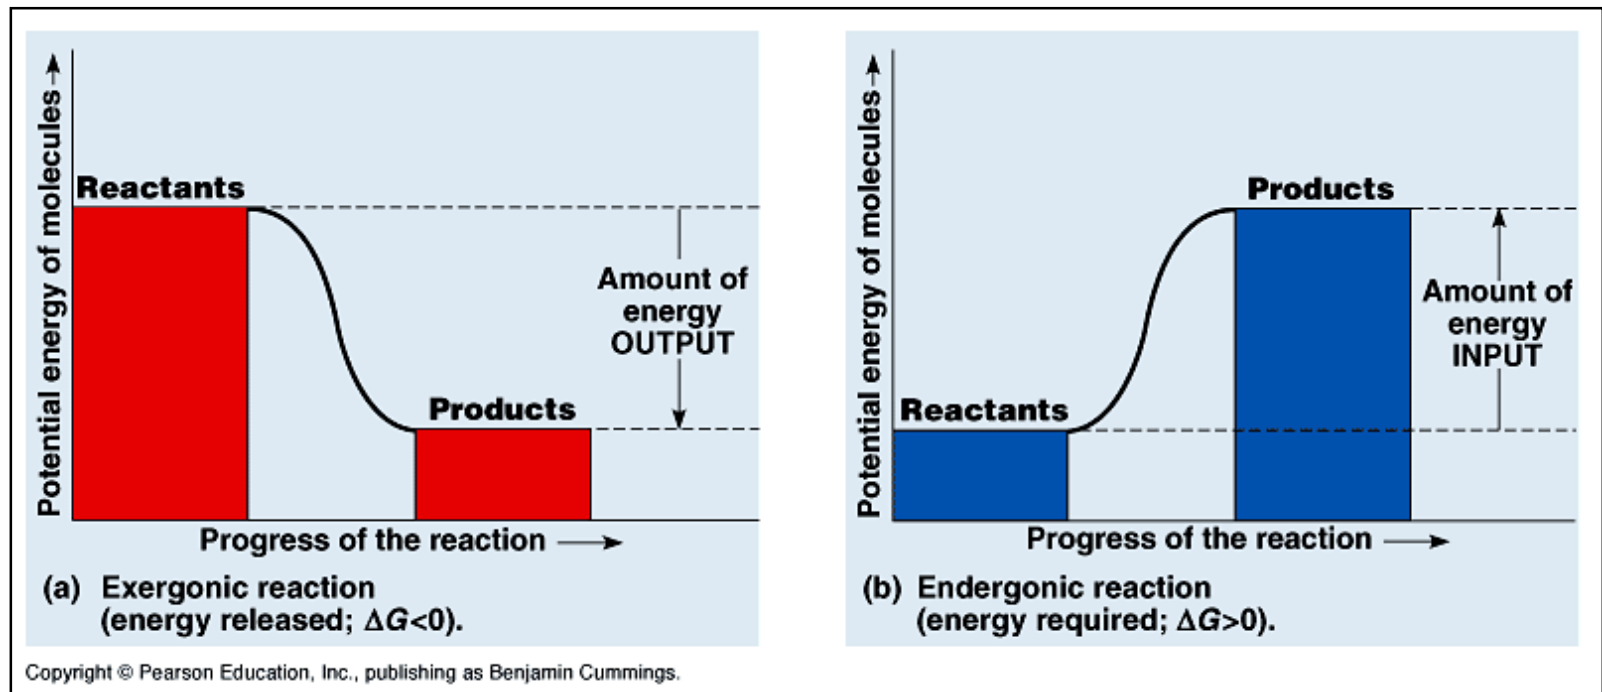 Potential energy of molecules →
Reactants
Amount of
energy
OUTPUT
Products
Progress of the reaction →
(a) Exergonic reaction
(energy released; ΔG<0).
Potential energy of molecules →
Products
Amount of
energy
INPUT
Reactants
Progress of the reaction →
(b) Endergonic reaction
(energy required; ΔG>0).
Copyright © Pearson Education, Inc., publishing as Benjamin Cummings.